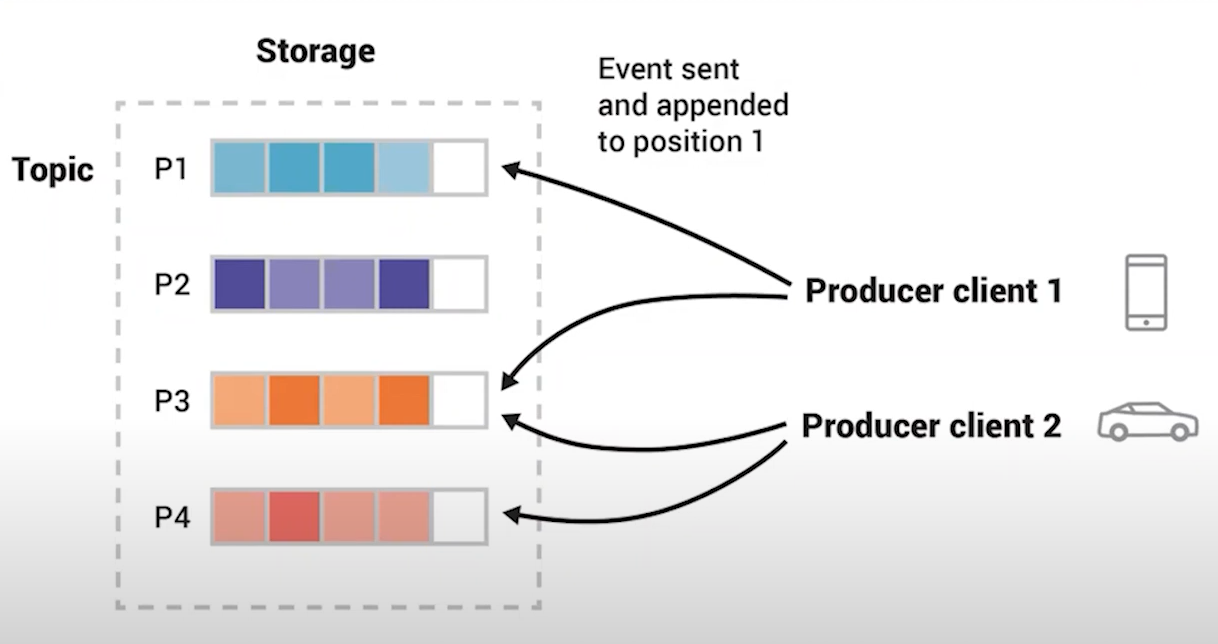 Storage
Event sent
and appended
to position 1
Topic
P1
P2
Producer client 1
P3
Producer client 2
P4